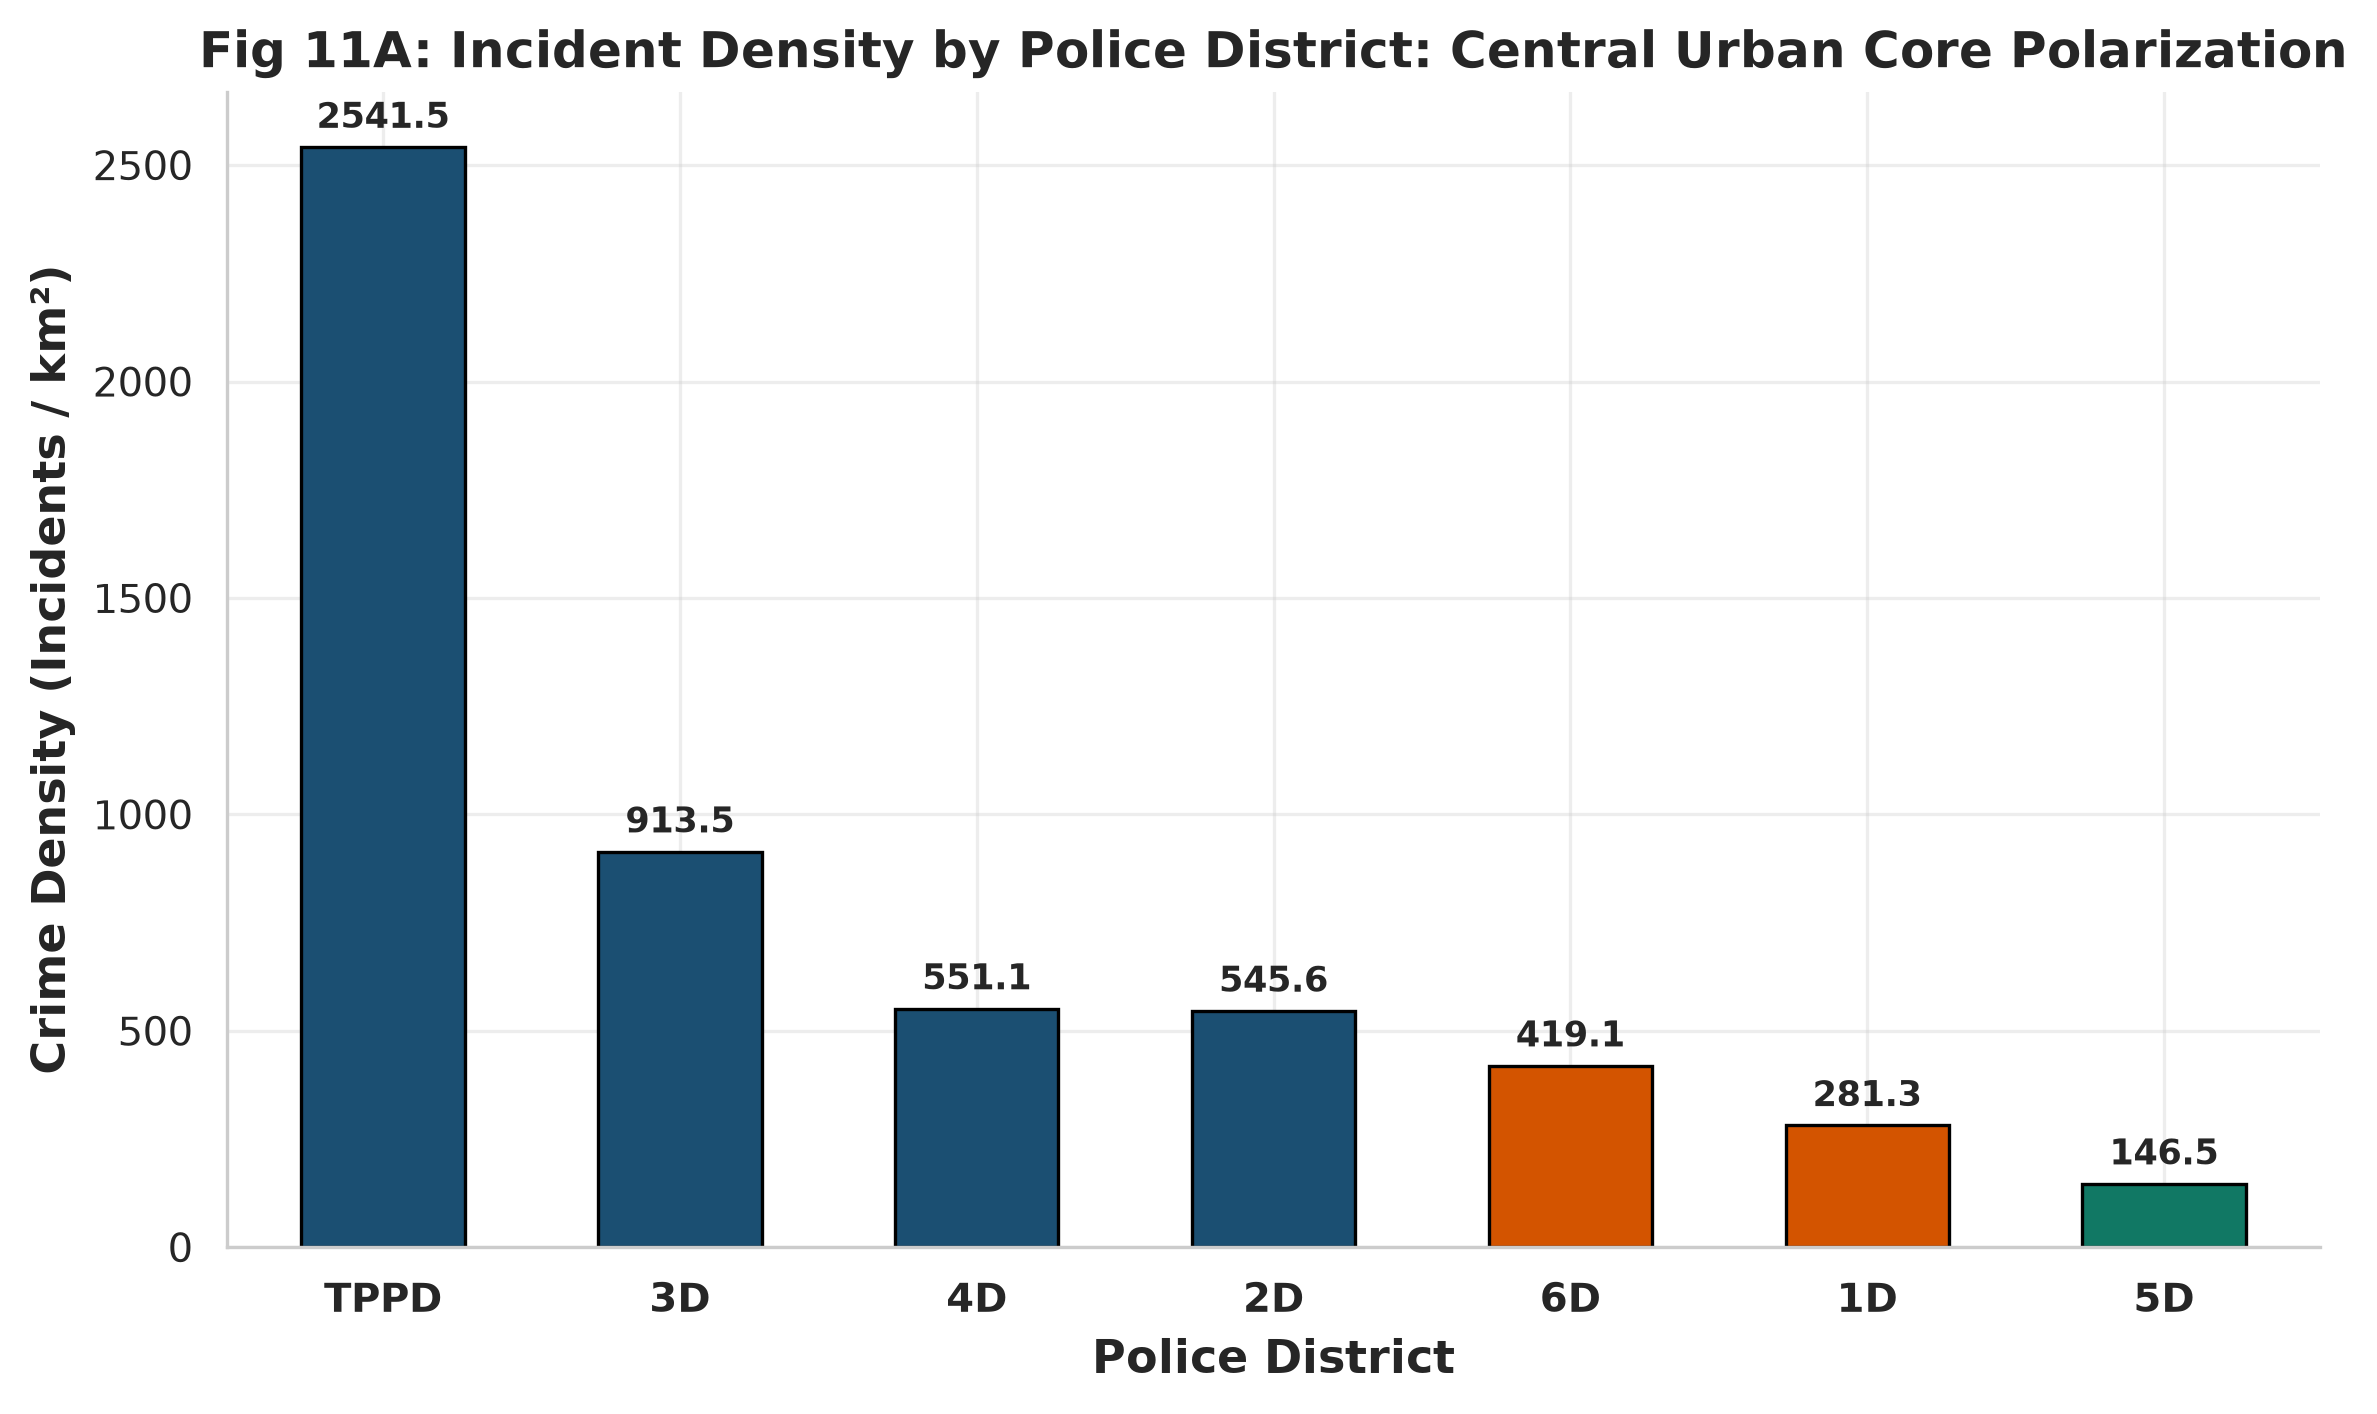 Fig 11A: Incident Density by Police District: Central Urban Core Polarization
Crime Density (Incidents / km²)
2500
2000
1500
1000
500
0
2541.5
913.5
551.1
545.6
419.1
281.3
146.5
TPPD
3D
4D
2D
6D
1D
5D
Police District